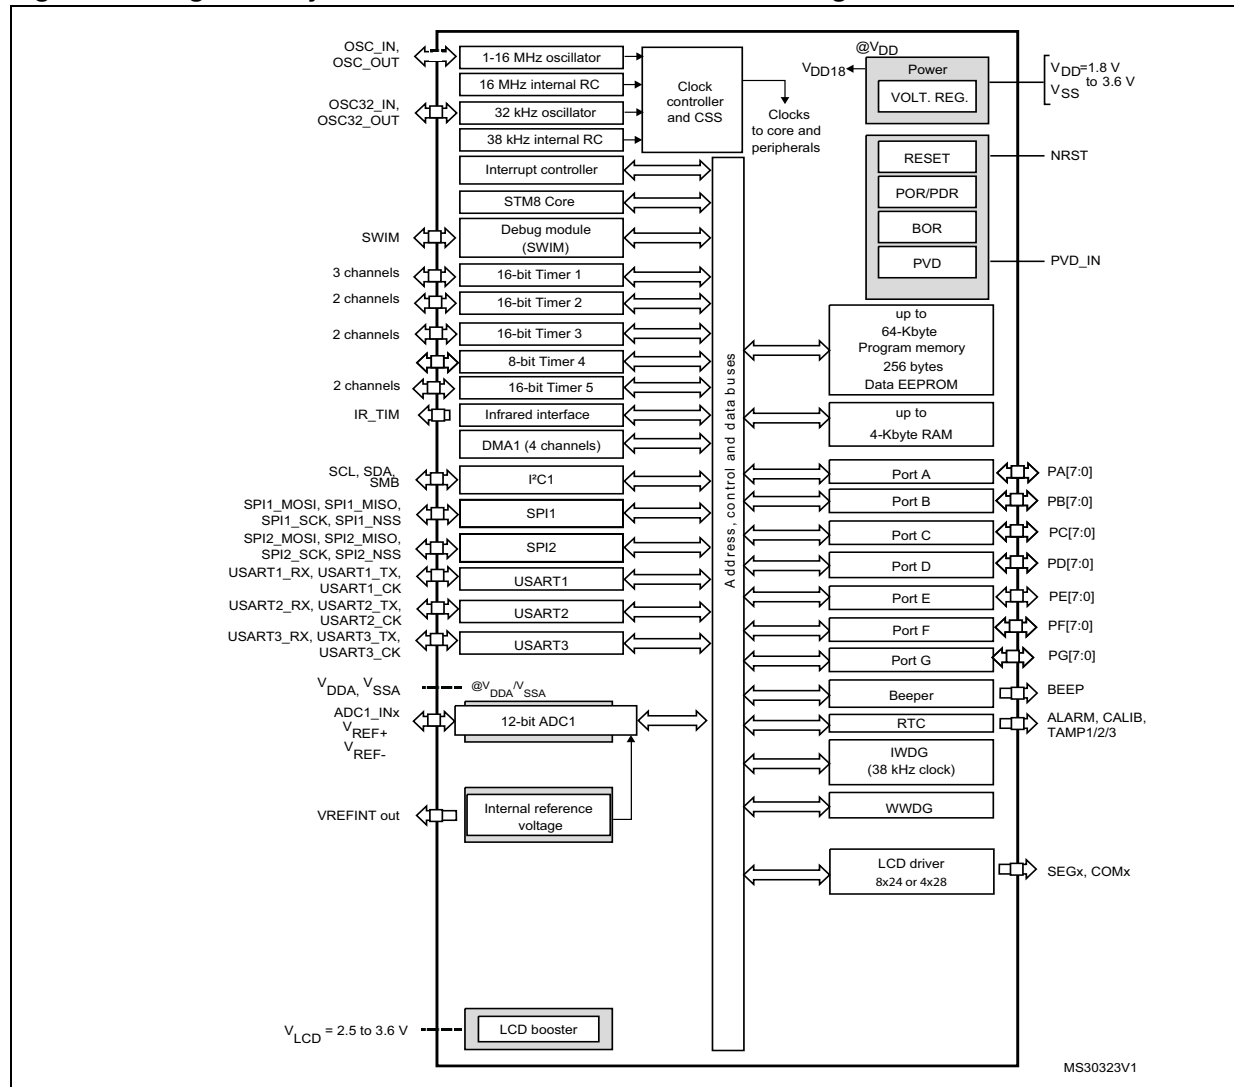 OSC_IN,
OSC_OUT
1-16 MHz oscillator
16 MHz internal RC
OSC32_IN,
OSC32_OUT
32 kHz oscillator
38 kHz internal RC
Clock
controller
and CSS
Clocks
to core and
peripherals
@VDD
VDD18
Power
VOLT. REG.
VDD=1.8 V
to 3.6 V
VSS
RESET
NRST
POR/PDR
BOR
PVD
PVD_IN
Interrupt controller
STM8 Core
SWIM
Debug module
(SWIM)
3 channels
16-bit Timer 1
2 channels
16-bit Timer 2
2 channels
16-bit Timer 3
8-bit Timer 4
2 channels
16-bit Timer 5
IR_TIM
Infrared interface
DMA1 (4 channels)
SCL, SDA,
SMB
I²C1
SPI1_MOSI, SPI1_MISO,
SPI1_SCK, SPI1_NSS
SPI1
SPI2_MOSI, SPI2_MISO,
SPI2_SCK, SPI2_NSS
SPI2
USART1_RX, USART1_TX,
USART1_CK
USART1
USART2_RX, USART2_TX,
USART2_CK
USART2
USART3_RX, USART3_TX,
USART3_CK
USART3
VDDA, VSSA
@VDDA/VSSA
ADC1_INx
VREF+
VREF-
12-bit ADC1
VREFINT out
Internal reference
voltage
VLCD = 2.5 to 3.6 V
LCD booster
Address, control and data buses
up to
64-Kbyte
Program memory
256 bytes
Data EEPROM
up to
4-Kbyte RAM
Port A
PA[7:0]
Port B
PB[7:0]
Port C
PC[7:0]
Port D
PD[7:0]
Port E
PE[7:0]
Port F
PF[7:0]
Port G
PG[7:0]
Beeper
BEEP
RTC
ALARM, CALIB,
TAMP1/2/3
IWDG
(38 kHz clock)
WWDG
LCD driver
8x24 or 4x28
SEGx, COMx
MS30323V1